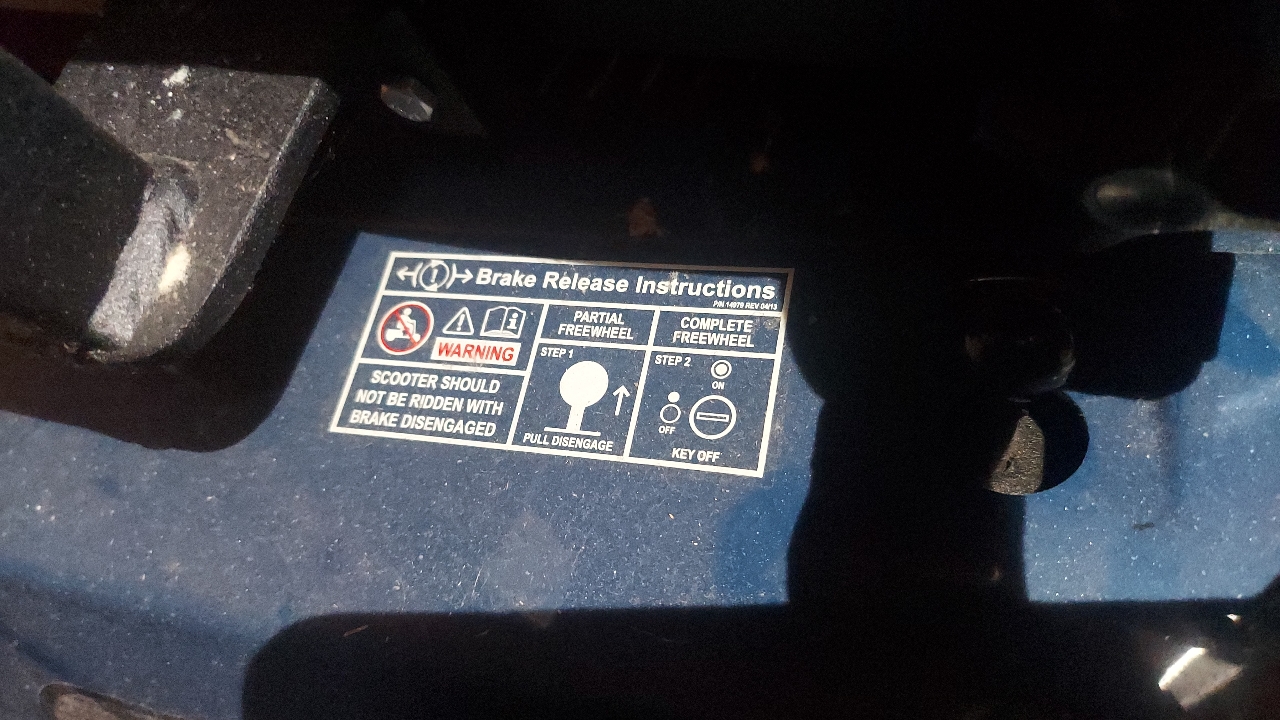 Brake Release Instructions
P/N 14979 REV 04/13
WARNING
SCOOTER SHOULD
NOT BE RIDDEN WITH
BRAKE DISENGAGED
PARTIAL
FREEWHEEL
STEP 1
PULL DISENGAGE
COMPLETE
FREEWHEEL
STEP 2
ON
OFF
KEY OFF